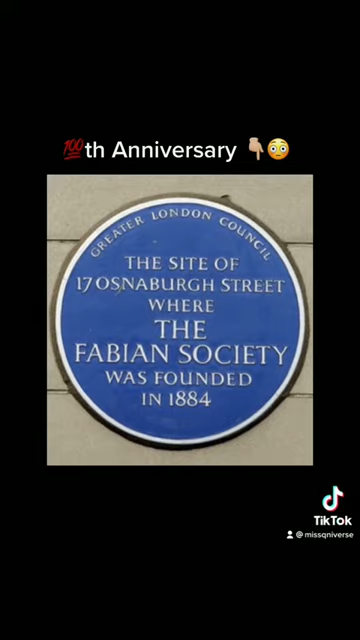 💯th Anniversary 👇🏼😳
GREATER LONDON COUNCIL
THE SITE OF
17 OSNABURGH STREET
WHERE
THE
FABIAN SOCIETY
WAS FOUNDED
IN 1884
TikTok
@missqniverse